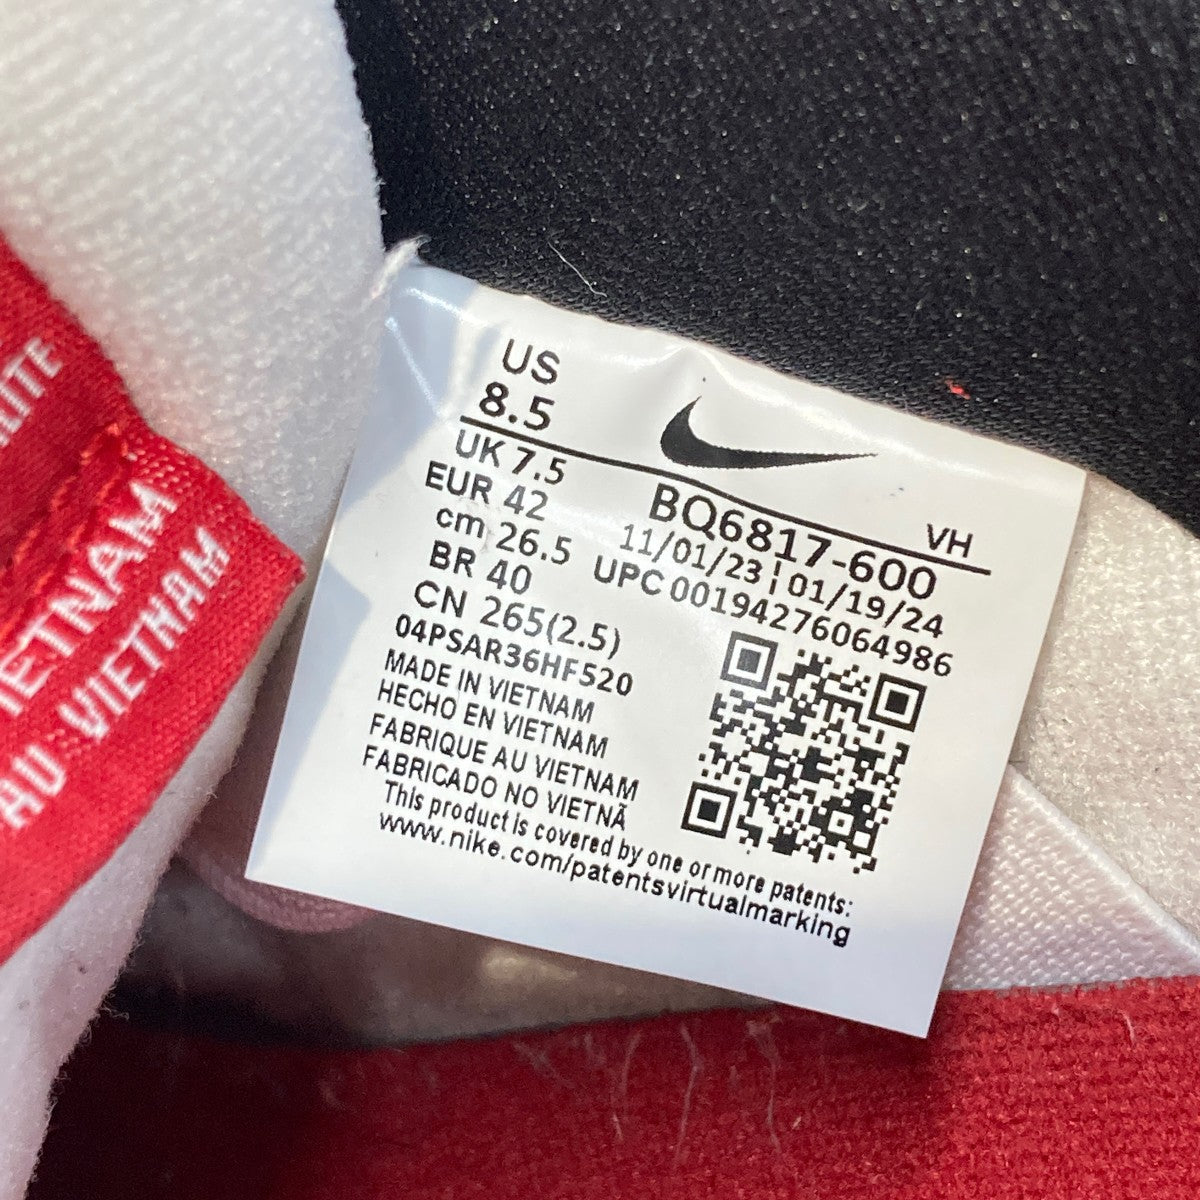 US
8.5
UK 7.5
EUR 42
cm 26.5
BR 40
CN 265(2.5)
04PSAR36HF520
MADE IN VIETNAM
HECHO EN VIETNAM
FABRIQUE AU VIETNAM
FABRICADO NO VIETNÃ
This product is covered by one or more patents:
www.nike.com/patentsvirtualmarking
VH
BQ6817-600
11/01/23 ¦ 01/19/24
UPC 00194276064986
AU VIETNAM